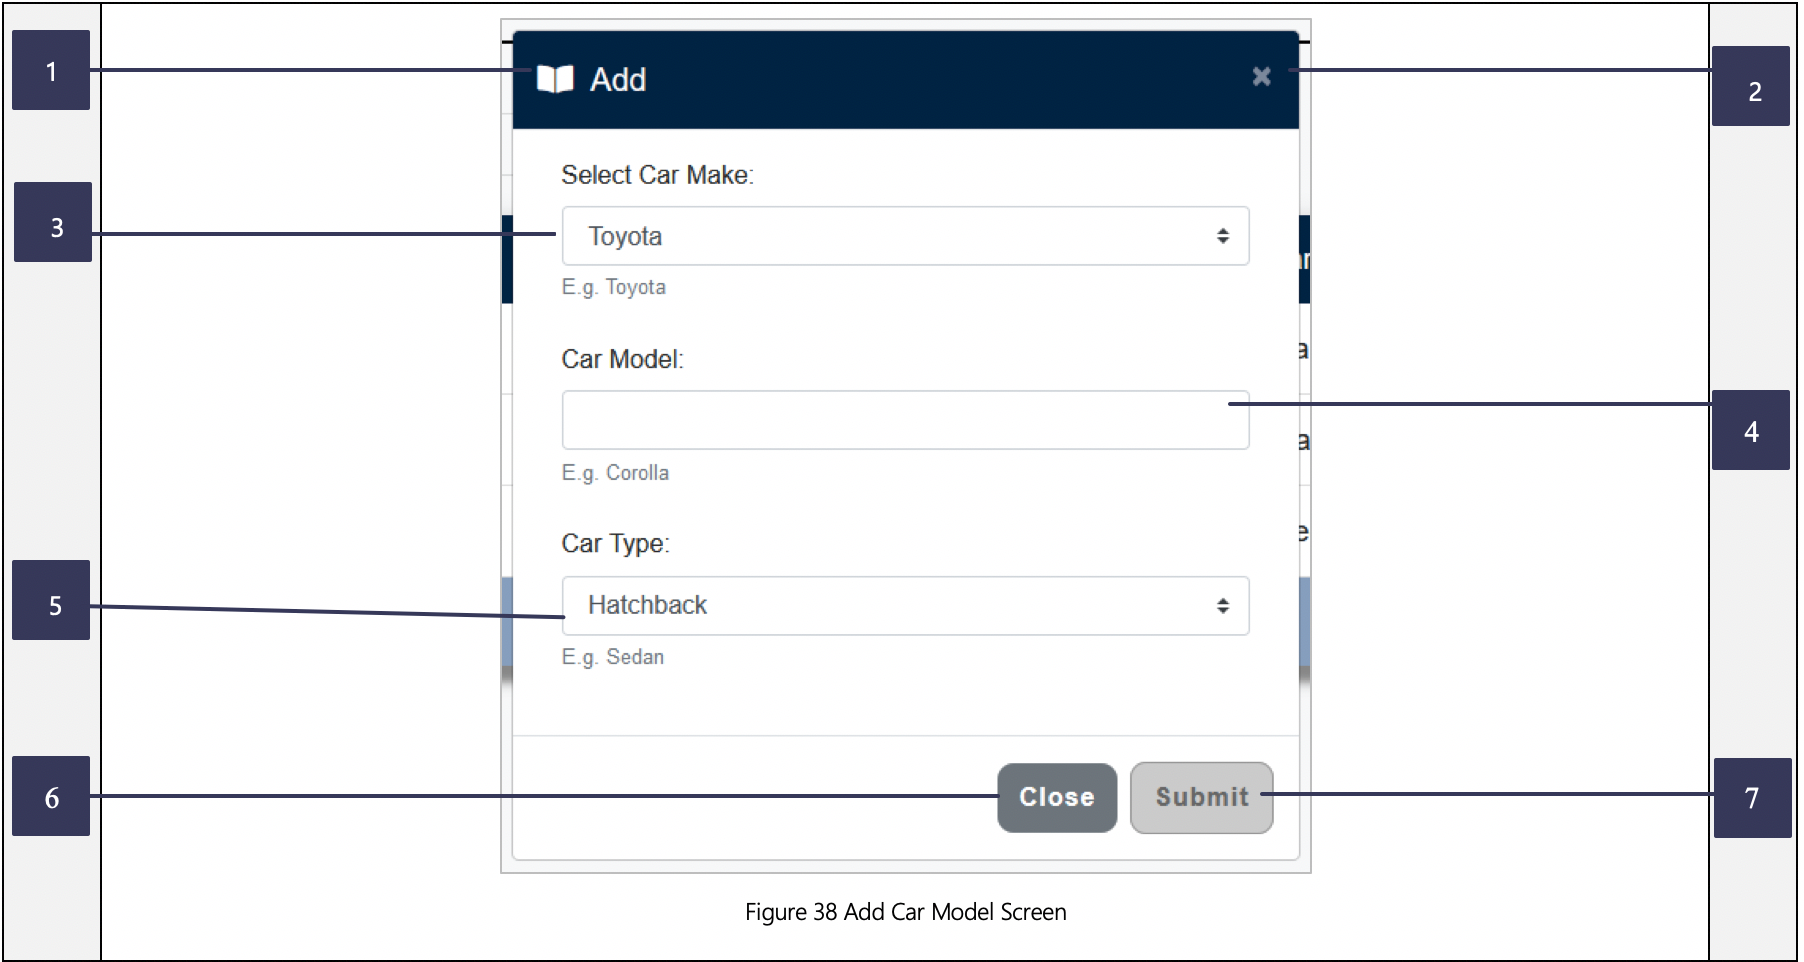 1
Add
2
Select Car Make:
3
Toyota
E.g. Toyota
Car Model:
4
E.g. Corolla
Car Type:
5
Hatchback
E.g. Sedan
6
Close
Submit
7
Figure 38 Add Car Model Screen